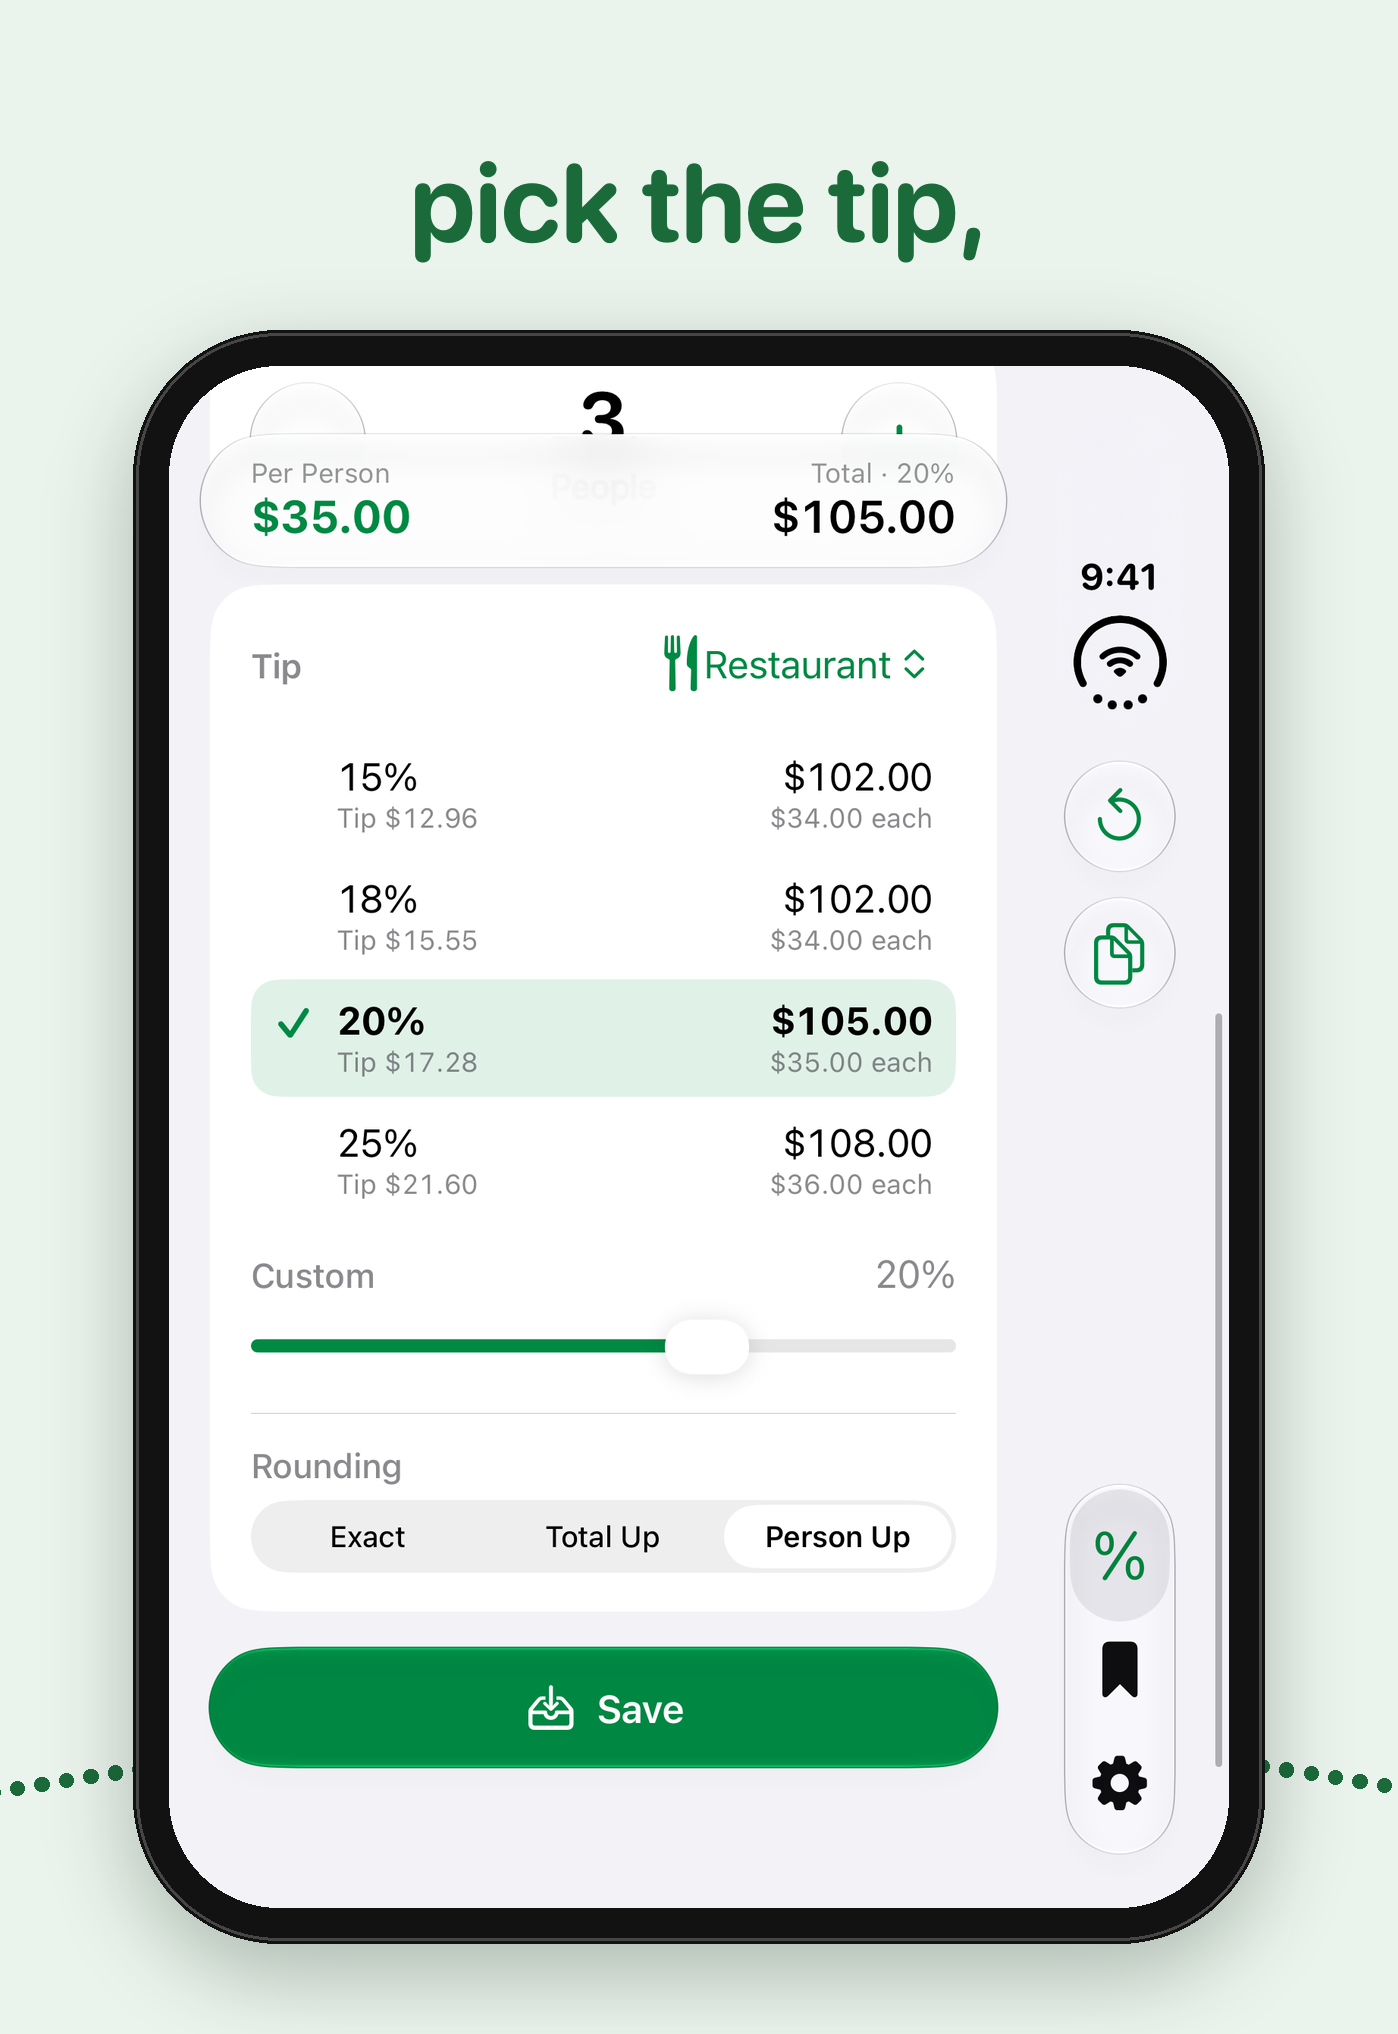 pick the tip,
3
People
Per Person
Total · 20%
$35.00
$105.00
9:41
Tip
Restaurant
15%
$102.00
Tip $12.96
$34.00 each
18%
$102.00
Tip $15.55
$34.00 each
20%
$105.00
Tip $17.28
$35.00 each
25%
$108.00
Tip $21.60
$36.00 each
Custom
20%
Rounding
Exact
Total Up
Person Up
%
Save